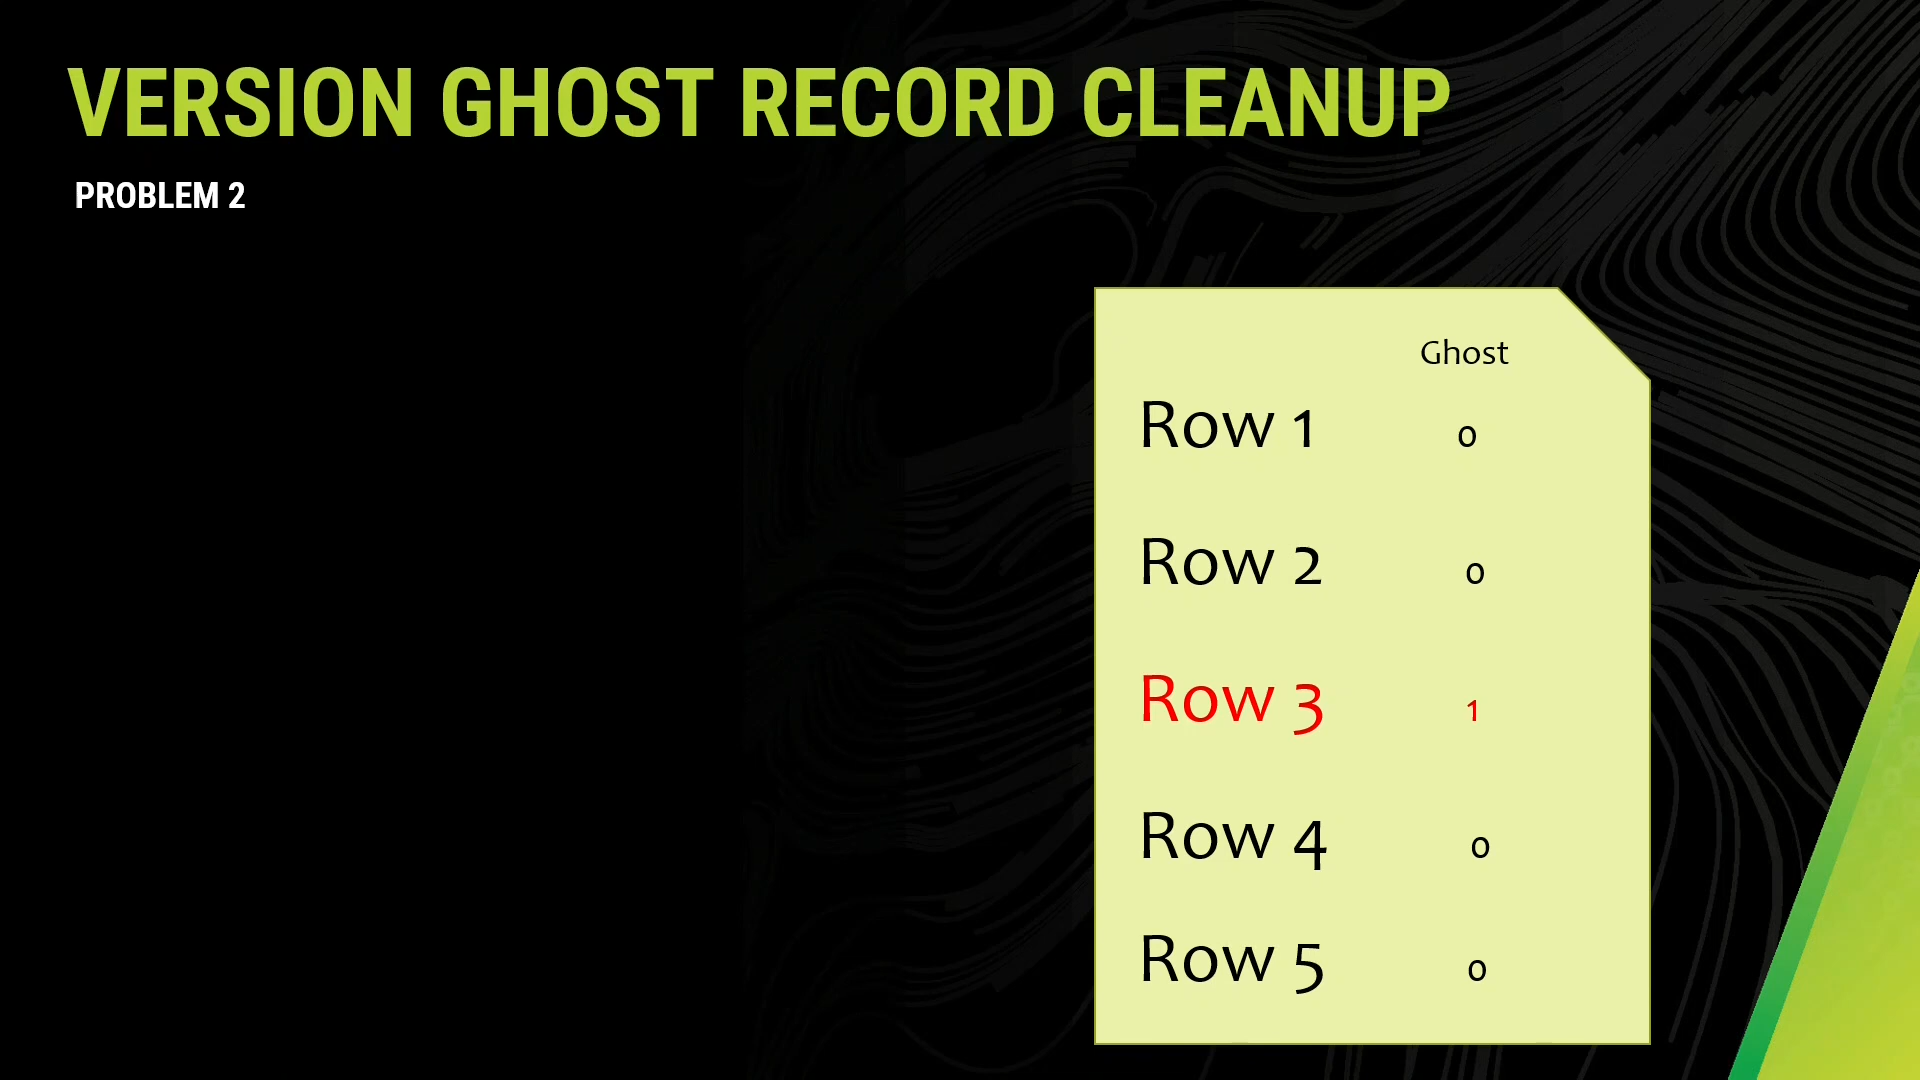 VERSION GHOST RECORD CLEANUP
PROBLEM 2
Ghost
Row 1 0
Row 2 0
Row 3 1
Row 4 0
Row 5 0